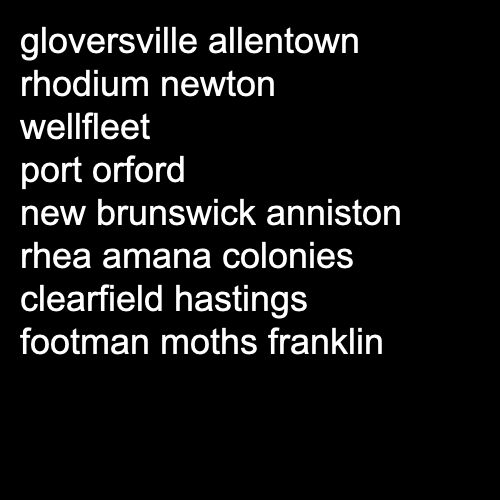 gloversville allentown
rhodium newton
wellfleet
port orford
new brunswick anniston
rhea amana colonies
clearfield hastings
footman moths franklin